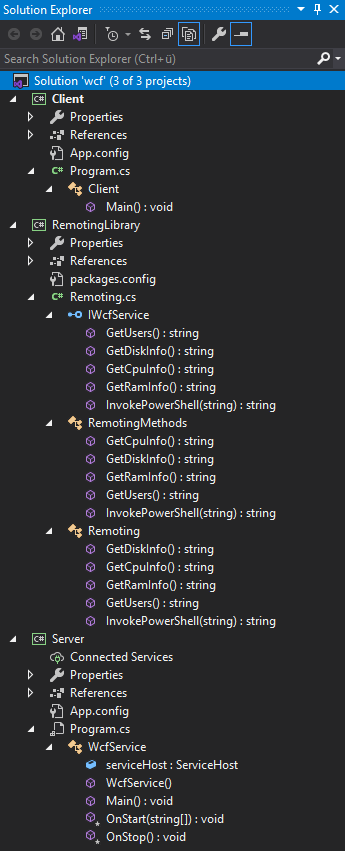 Solution Explorer
Search Solution Explorer (Ctrl+ü)
Solution 'wcf' (3 of 3 projects)
C# Client
Properties
References
App.config
C# Program.cs
Client
Main() : void
C# RemotingLibrary
Properties
References
packages.config
C# Remoting.cs
IWcfService
GetUsers() : string
GetDiskInfo() : string
GetCpuInfo() : string
GetRamInfo() : string
InvokePowerShell(string) : string
RemotingMethods
GetCpuInfo() : string
GetDiskInfo() : string
GetRamInfo() : string
GetUsers() : string
InvokePowerShell(string) : string
Remoting
GetDiskInfo() : string
GetCpuInfo() : string
GetRamInfo() : string
GetUsers() : string
InvokePowerShell(string) : string
C# Server
Connected Services
Properties
References
App.config
Program.cs
WcfService
serviceHost : ServiceHost
WcfService()
Main() : void
OnStart(string[]) : void
OnStop() : void